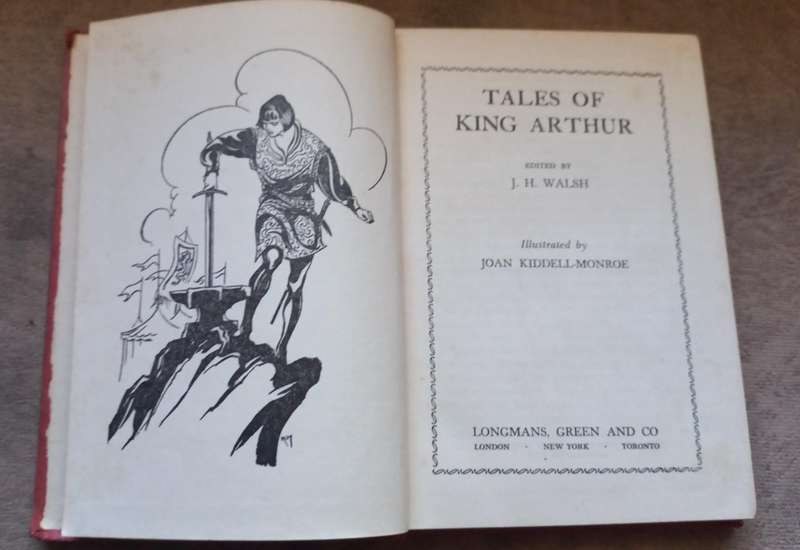 TALES OF
KING ARTHUR
EDITED BY
J. H. WALSH
Illustrated by
JOAN KIDDELL-MONROE
LONGMANS, GREEN AND CO
LONDON · NEW YORK · TORONTO